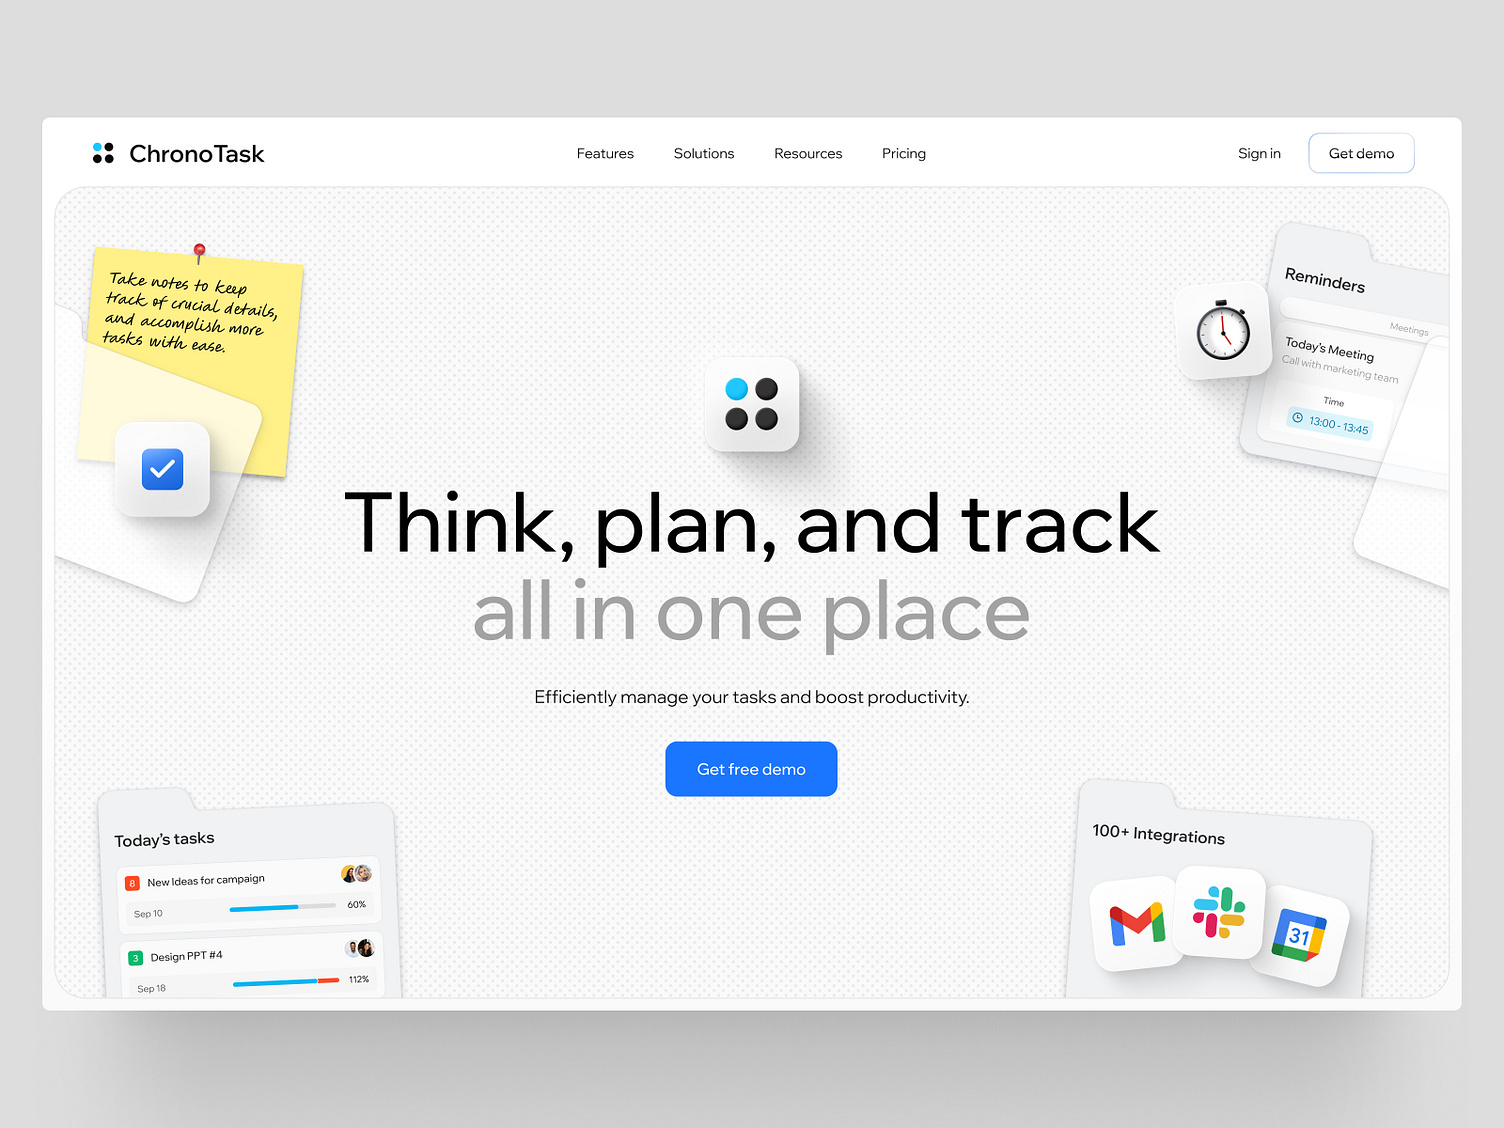 ChronoTask
Features
Solutions
Resources
Pricing
Sign in
Get demo
Take notes to keep
track of crucial details,
and accomplish more
tasks with ease.
Reminders
Meetings
Today's Meeting
Call with marketing team
Time
13:00 - 13:45
Think, plan, and track
all in one place
Efficiently manage your tasks and boost productivity.
Get free demo
Today's tasks
8 New Ideas for campaign
Sep 10 60%
3 Design PPT #4
Sep 18 112%
100+ Integrations
31